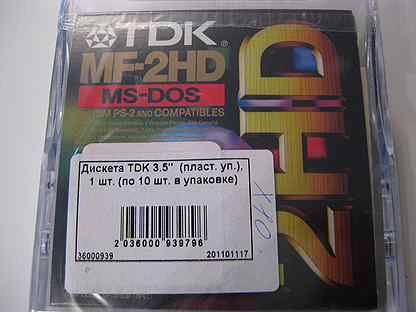 TDK®
MF-2HD
MS-DOS
IBM PS-2 AND COMPATIBLES
2HD
Дискета TDK 3.5'' (пласт. уп.),
1 шт. (по 10 шт. в упаковке)
2 036000 939796
36000939 201101117